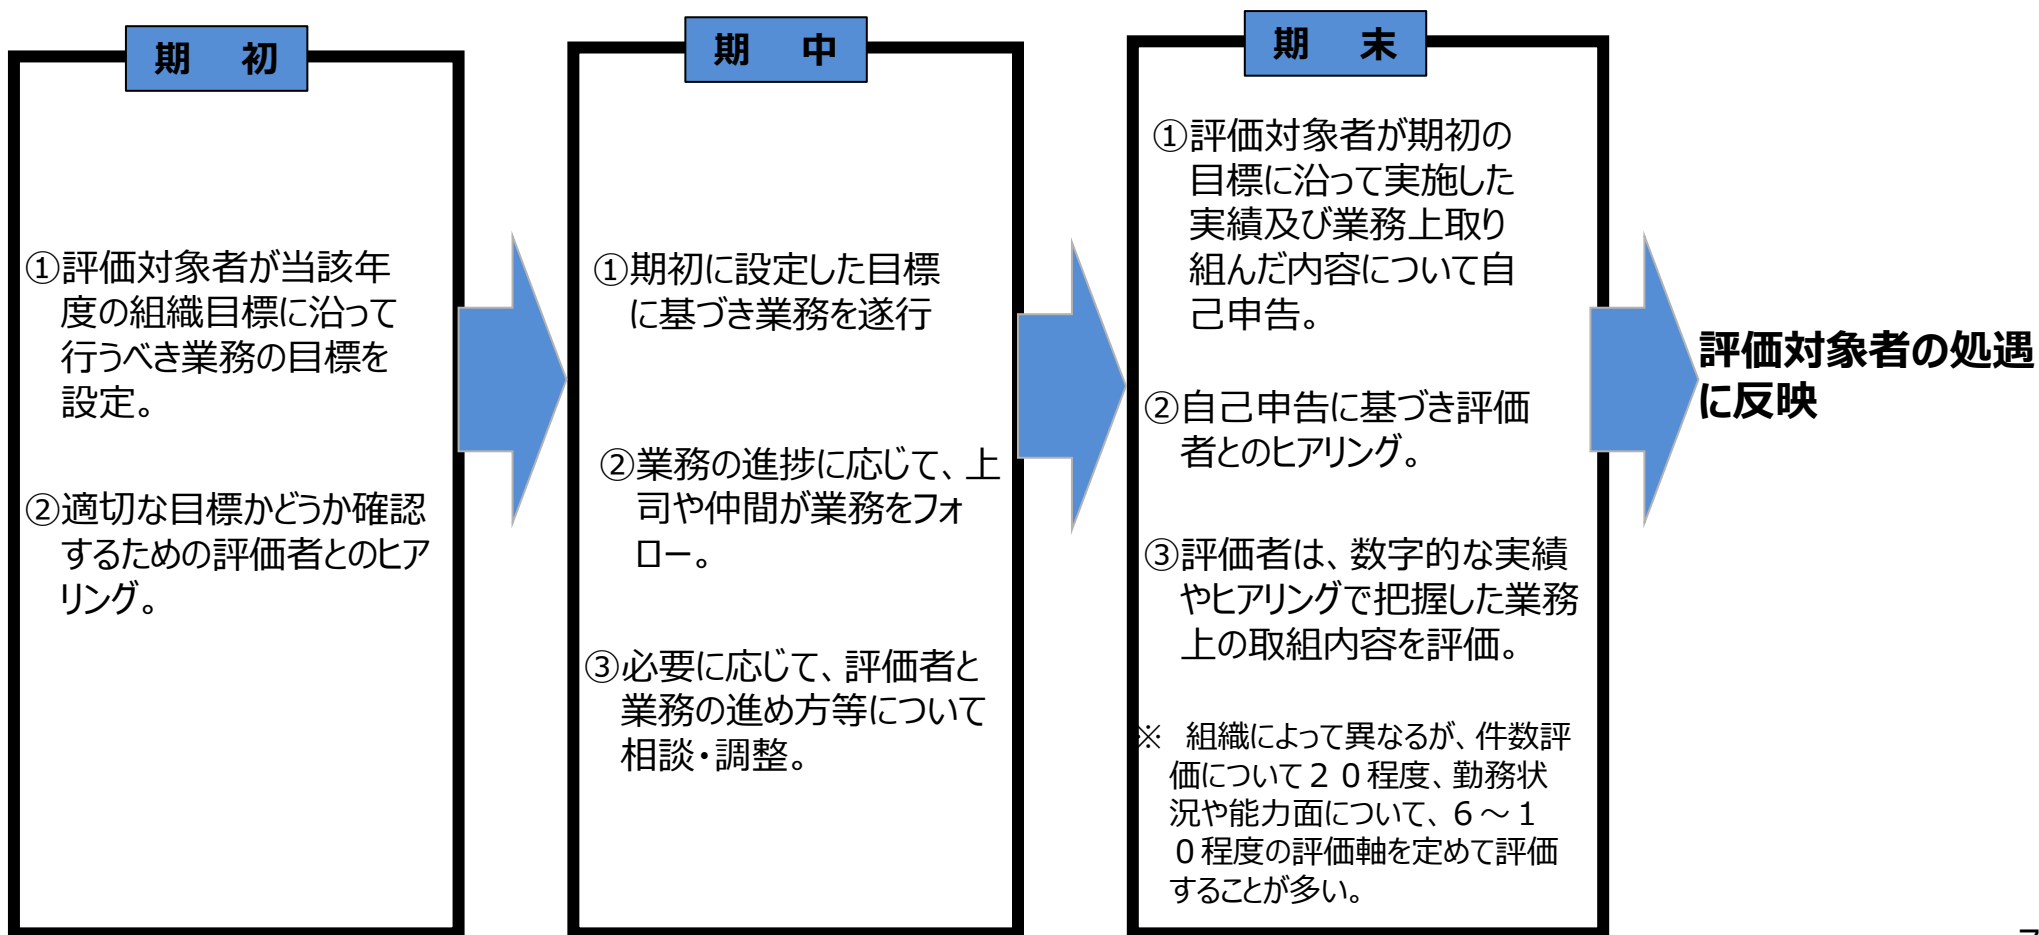 期　初
①評価対象者が当該年
度の組織目標に沿って
行うべき業務の目標を
設定。
②適切な目標かどうか確認
するための評価者とのヒア
リング。
期　中
①期初に設定した目標
に基づき業務を遂行
②業務の進捗に応じて、上
司や仲間が業務をフォ
ロー。
③必要に応じて、評価者と
業務の進め方等について
相談・調整。
期　末
①評価対象者が期初の
目標に沿って実施した
実績及び業務上取り
組んだ内容について自
己申告。
②自己申告に基づき評価
者とのヒアリング。
③評価者は、数字的な実績
やヒアリングで把握した業務
上の取組内容を評価。
※　組織によって異なるが、件数評
価について２０程度、勤務状
況や能力面について、６～１
０程度の評価軸を定めて評価
することが多い。
評価対象者の処遇
に反映